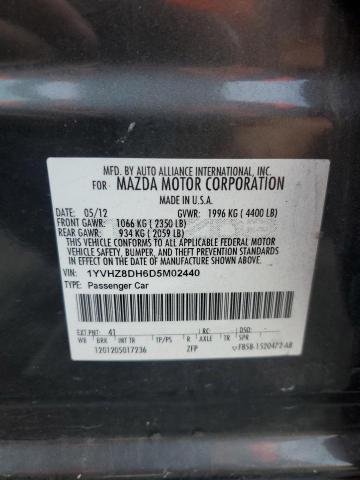 MFD. BY AUTO ALLIANCE INTERNATIONAL, INC.
FOR MAZDA MOTOR CORPORATION
MADE IN U.S.A.
DATE: 05/12 GVWR: 1996 KG ( 4400 LB)
FRONT GAWR: 1066 KG ( 2350 LB)
REAR GAWR: 934 KG ( 2059 LB)
THIS VEHICLE CONFORMS TO ALL APPLICABLE FEDERAL MOTOR
VEHICLE SAFETY, BUMPER, AND THEFT PREVENTION STANDARDS
IN EFFECT ON THE DATE OF MANUFACTURE SHOWN ABOVE.
VIN: 1YVHZ8DH6D5M02440
TYPE: Passenger Car
EXT PNT: 41 RC: DSO:
WB BRK INT TR TP/PS R AXLE TR SPR
1201205017236 ZFP F85B-1520472-AB